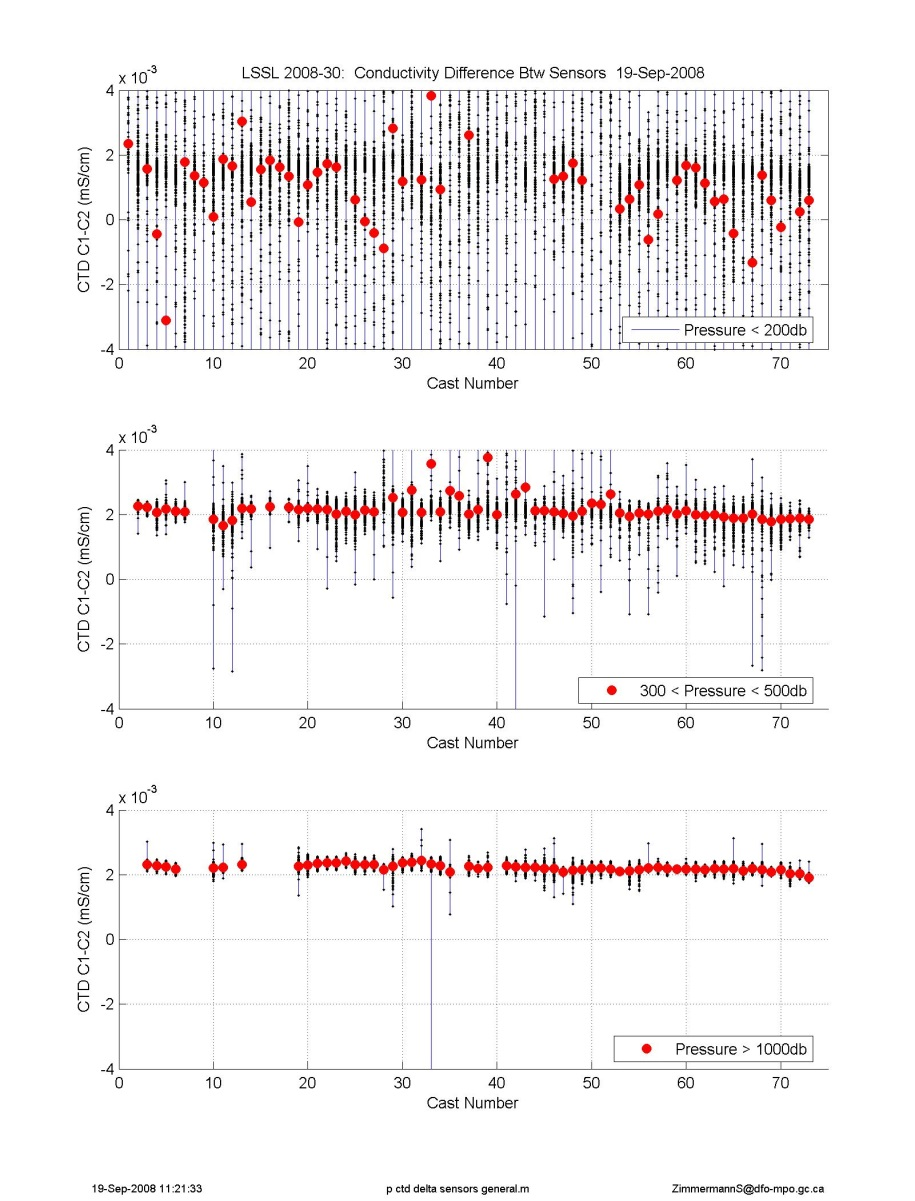 LSSL 2008-30: Conductivity Difference Btw Sensors 19-Sep-2008
x 10-3
4
2
0
-2
-4
CTD C1-C2 (mS/cm)
Pressure < 200db
0 10 20 30 40 50 60 70
Cast Number
x 10-3
4
2
0
-2
-4
CTD C1-C2 (mS/cm)
300 < Pressure < 500db
0 10 20 30 40 50 60 70
Cast Number
x 10-3
4
2
0
-2
-4
CTD C1-C2 (mS/cm)
Pressure > 1000db
0 10 20 30 40 50 60 70
Cast Number
19-Sep-2008 11:21:33 p ctd delta sensors general.m ZimmermannS@dfo-mpo.gc.ca